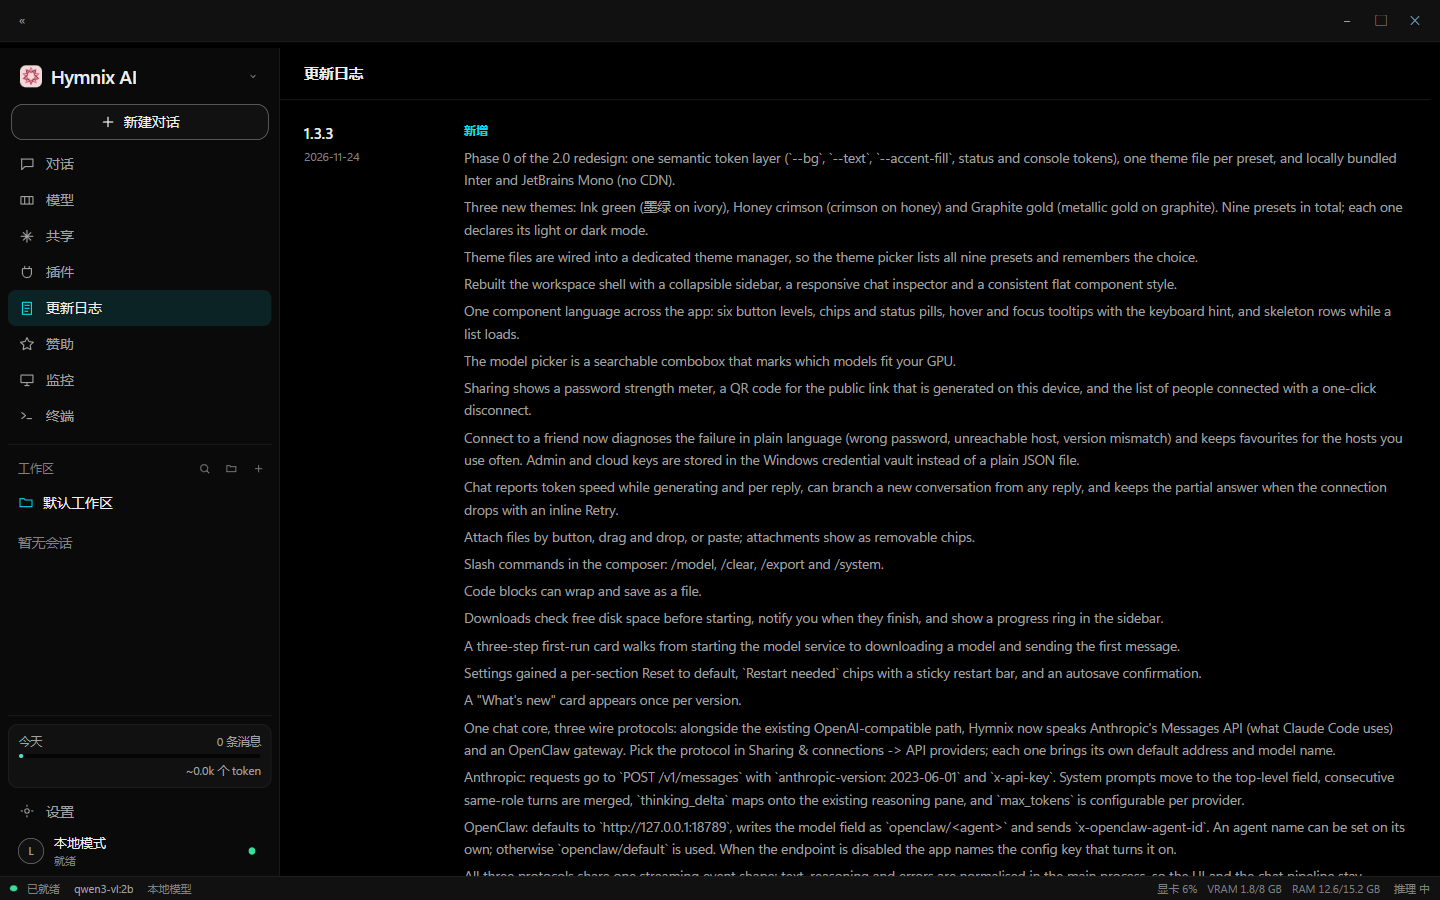 «
Hymnix AI
新建对话
对话
模型
共享
插件
更新日志
赞助
监控
终端
工作区
默认工作区
暂无会话
今天 0 条消息
~0.0k 个 token
设置
L
本地模式
就绪
更新日志
1.3.3
2026-11-24
新增
Phase 0 of the 2.0 redesign: one semantic token layer (`--bg`, `--text`, `--accent-fill`, status and console tokens), one theme file per preset, and locally bundled
Inter and JetBrains Mono (no CDN).
Three new themes: Ink green (墨绿 on ivory), Honey crimson (crimson on honey) and Graphite gold (metallic gold on graphite). Nine presets in total; each one
declares its light or dark mode.
Theme files are wired into a dedicated theme manager, so the theme picker lists all nine presets and remembers the choice.
Rebuilt the workspace shell with a collapsible sidebar, a responsive chat inspector and a consistent flat component style.
One component language across the app: six button levels, chips and status pills, hover and focus tooltips with the keyboard hint, and skeleton rows while a
list loads.
The model picker is a searchable combobox that marks which models fit your GPU.
Sharing shows a password strength meter, a QR code for the public link that is generated on this device, and the list of people connected with a one-click
disconnect.
Connect to a friend now diagnoses the failure in plain language (wrong password, unreachable host, version mismatch) and keeps favourites for the hosts you
use often. Admin and cloud keys are stored in the Windows credential vault instead of a plain JSON file.
Chat reports token speed while generating and per reply, can branch a new conversation from any reply, and keeps the partial answer when the connection
drops with an inline Retry.
Attach files by button, drag and drop, or paste; attachments show as removable chips.
Slash commands in the composer: /model, /clear, /export and /system.
Code blocks can wrap and save as a file.
Downloads check free disk space before starting, notify you when they finish, and show a progress ring in the sidebar.
A three-step first-run card walks from starting the model service to downloading a model and sending the first message.
Settings gained a per-section Reset to default, `Restart needed` chips with a sticky restart bar, and an autosave confirmation.
A "What's new" card appears once per version.
One chat core, three wire protocols: alongside the existing OpenAI-compatible path, Hymnix now speaks Anthropic's Messages API (what Claude Code uses)
and an OpenClaw gateway. Pick the protocol in Sharing & connections -> API providers; each one brings its own default address and model name.
Anthropic: requests go to `POST /v1/messages` with `anthropic-version: 2023-06-01` and `x-api-key`. System prompts move to the top-level field, consecutive
same-role turns are merged, `thinking_delta` maps onto the existing reasoning pane, and `max_tokens` is configurable per provider.
OpenClaw: defaults to `http://127.0.0.1:18789`, writes the model field as `openclaw/<agent>` and sends `x-openclaw-agent-id`. An agent name can be set on its
own; otherwise `openclaw/default` is used. When the endpoint is disabled the app names the config key that turns it on.
All three protocols share one streaming event shape: text, reasoning and errors are normalised in the main process, so the UI and the chat pipeline stay
已就绪 qwen3-vl:2b 本地模型
显卡 6% VRAM 1.8/8 GB RAM 12.6/15.2 GB 推理 中